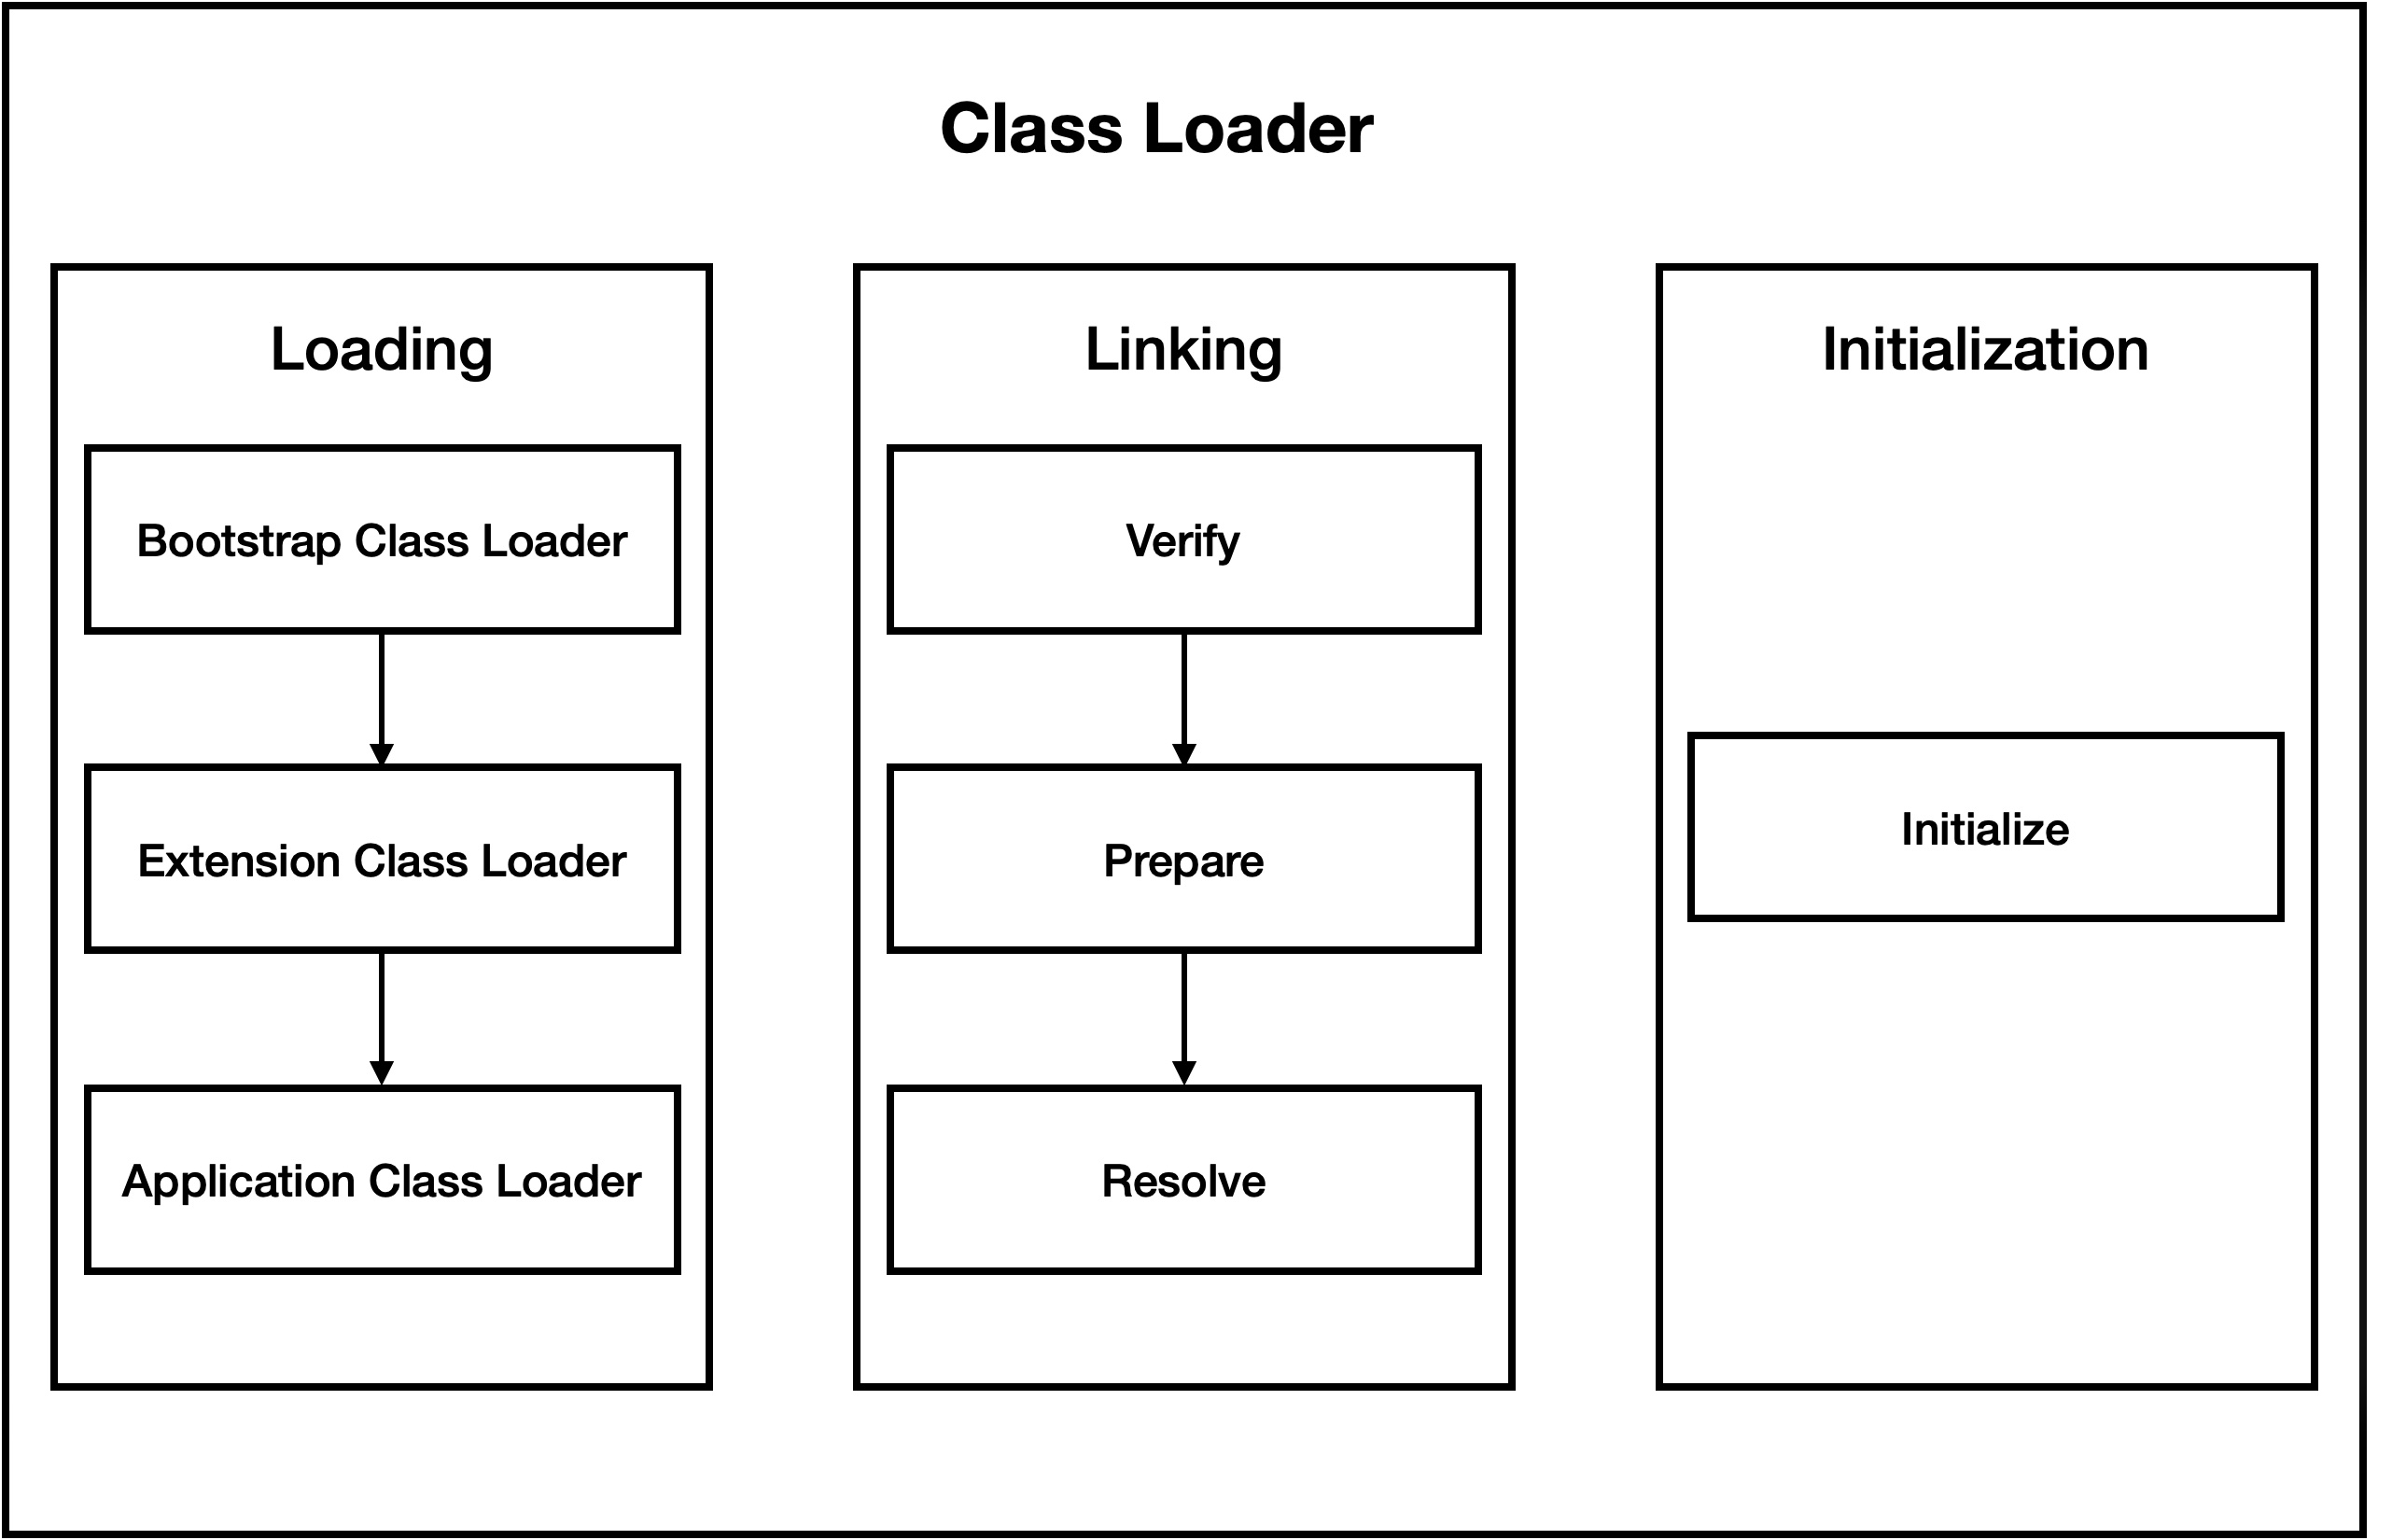 Class Loader
Loading
Bootstrap Class Loader
Extension Class Loader
Application Class Loader
Linking
Verify
Prepare
Resolve
Initialization
Initialize